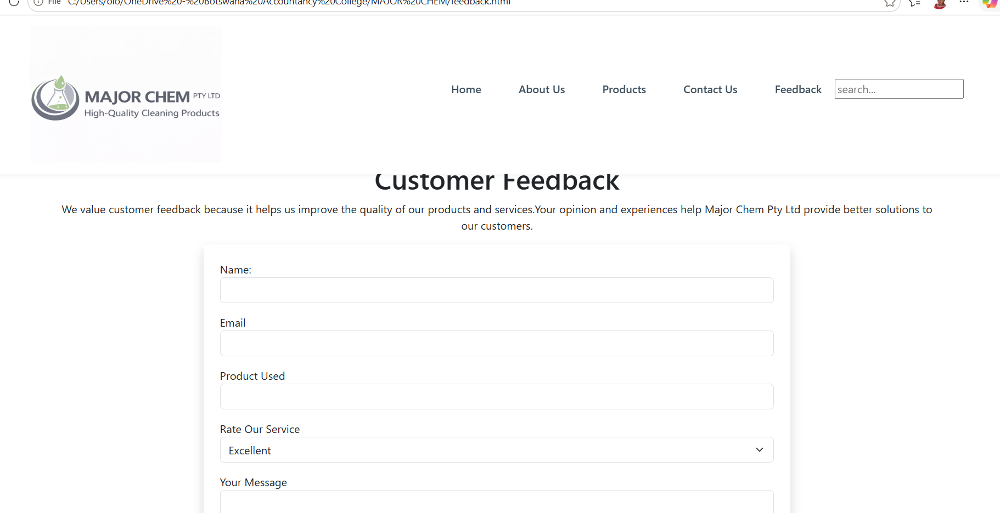 File C:/Users/olo/OneDrive%20-%20Botswana%20Accountancy%20College/MAJOR%20CHEM/feedback.html
MAJOR CHEM PTY LTD
High-Quality Cleaning Products
Home About Us Products Contact Us Feedback search...
Customer Feedback
We value customer feedback because it helps us improve the quality of our products and services.Your opinion and experiences help Major Chem Pty Ltd provide better solutions to
our customers.
Name:
Email
Product Used
Rate Our Service
Excellent
Your Message